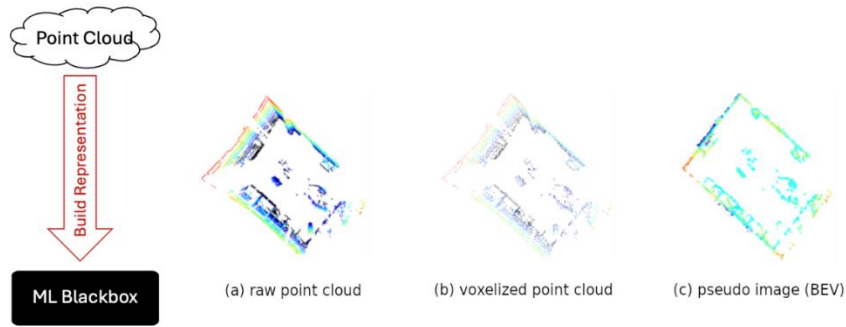 Point Cloud
Build Representation
ML Blackbox
(a) raw point cloud
(b) voxelized point cloud
(c) pseudo image (BEV)